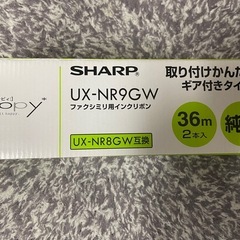 opy+
SHARP
UX-NR9GW
ファクシミリ用インクリボン
UX-NR8GW互換
取り付けかんた
ギア付きタイ
36m
2本入
純